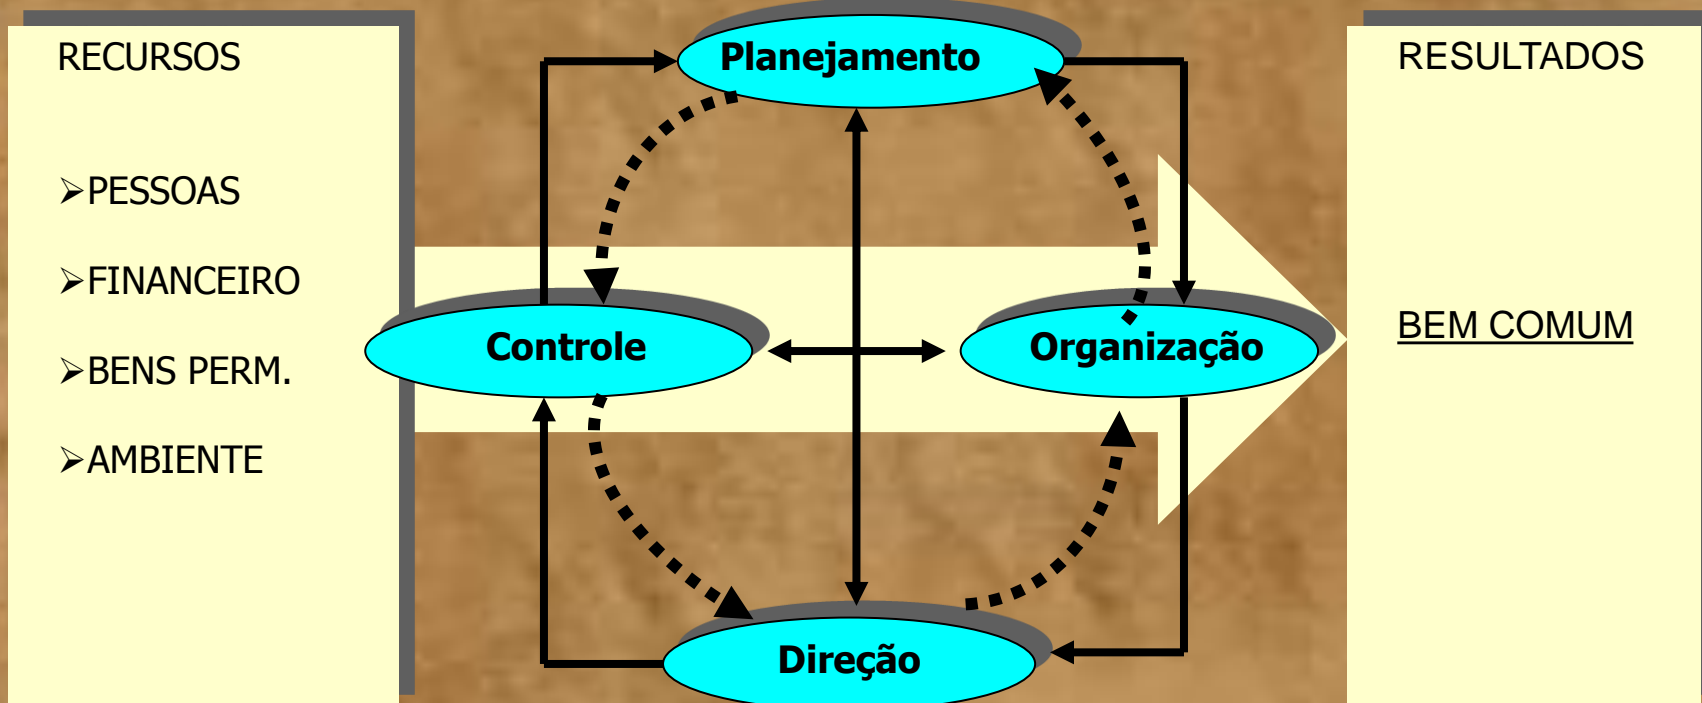 RECURSOS
➢PESSOAS
➢FINANCEIRO
➢BENS PERM.
➢AMBIENTE
Planejamento
Controle
Organização
Direção
RESULTADOS
BEM COMUM